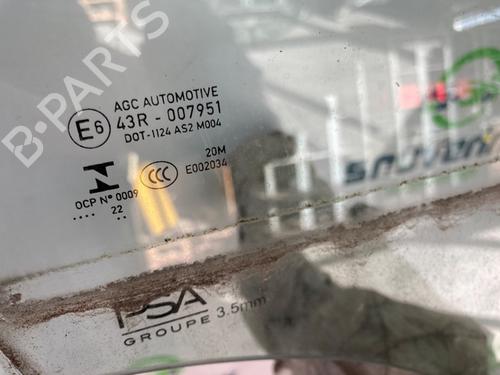 B-PARTS
AGC AUTOMOTIVE
E6
43R - 007951
DOT-1124 AS2 M004
CCC
20M
E002034
OCP Nº 0009
.... 22 ..
PSA
GROUPE 3.5mm